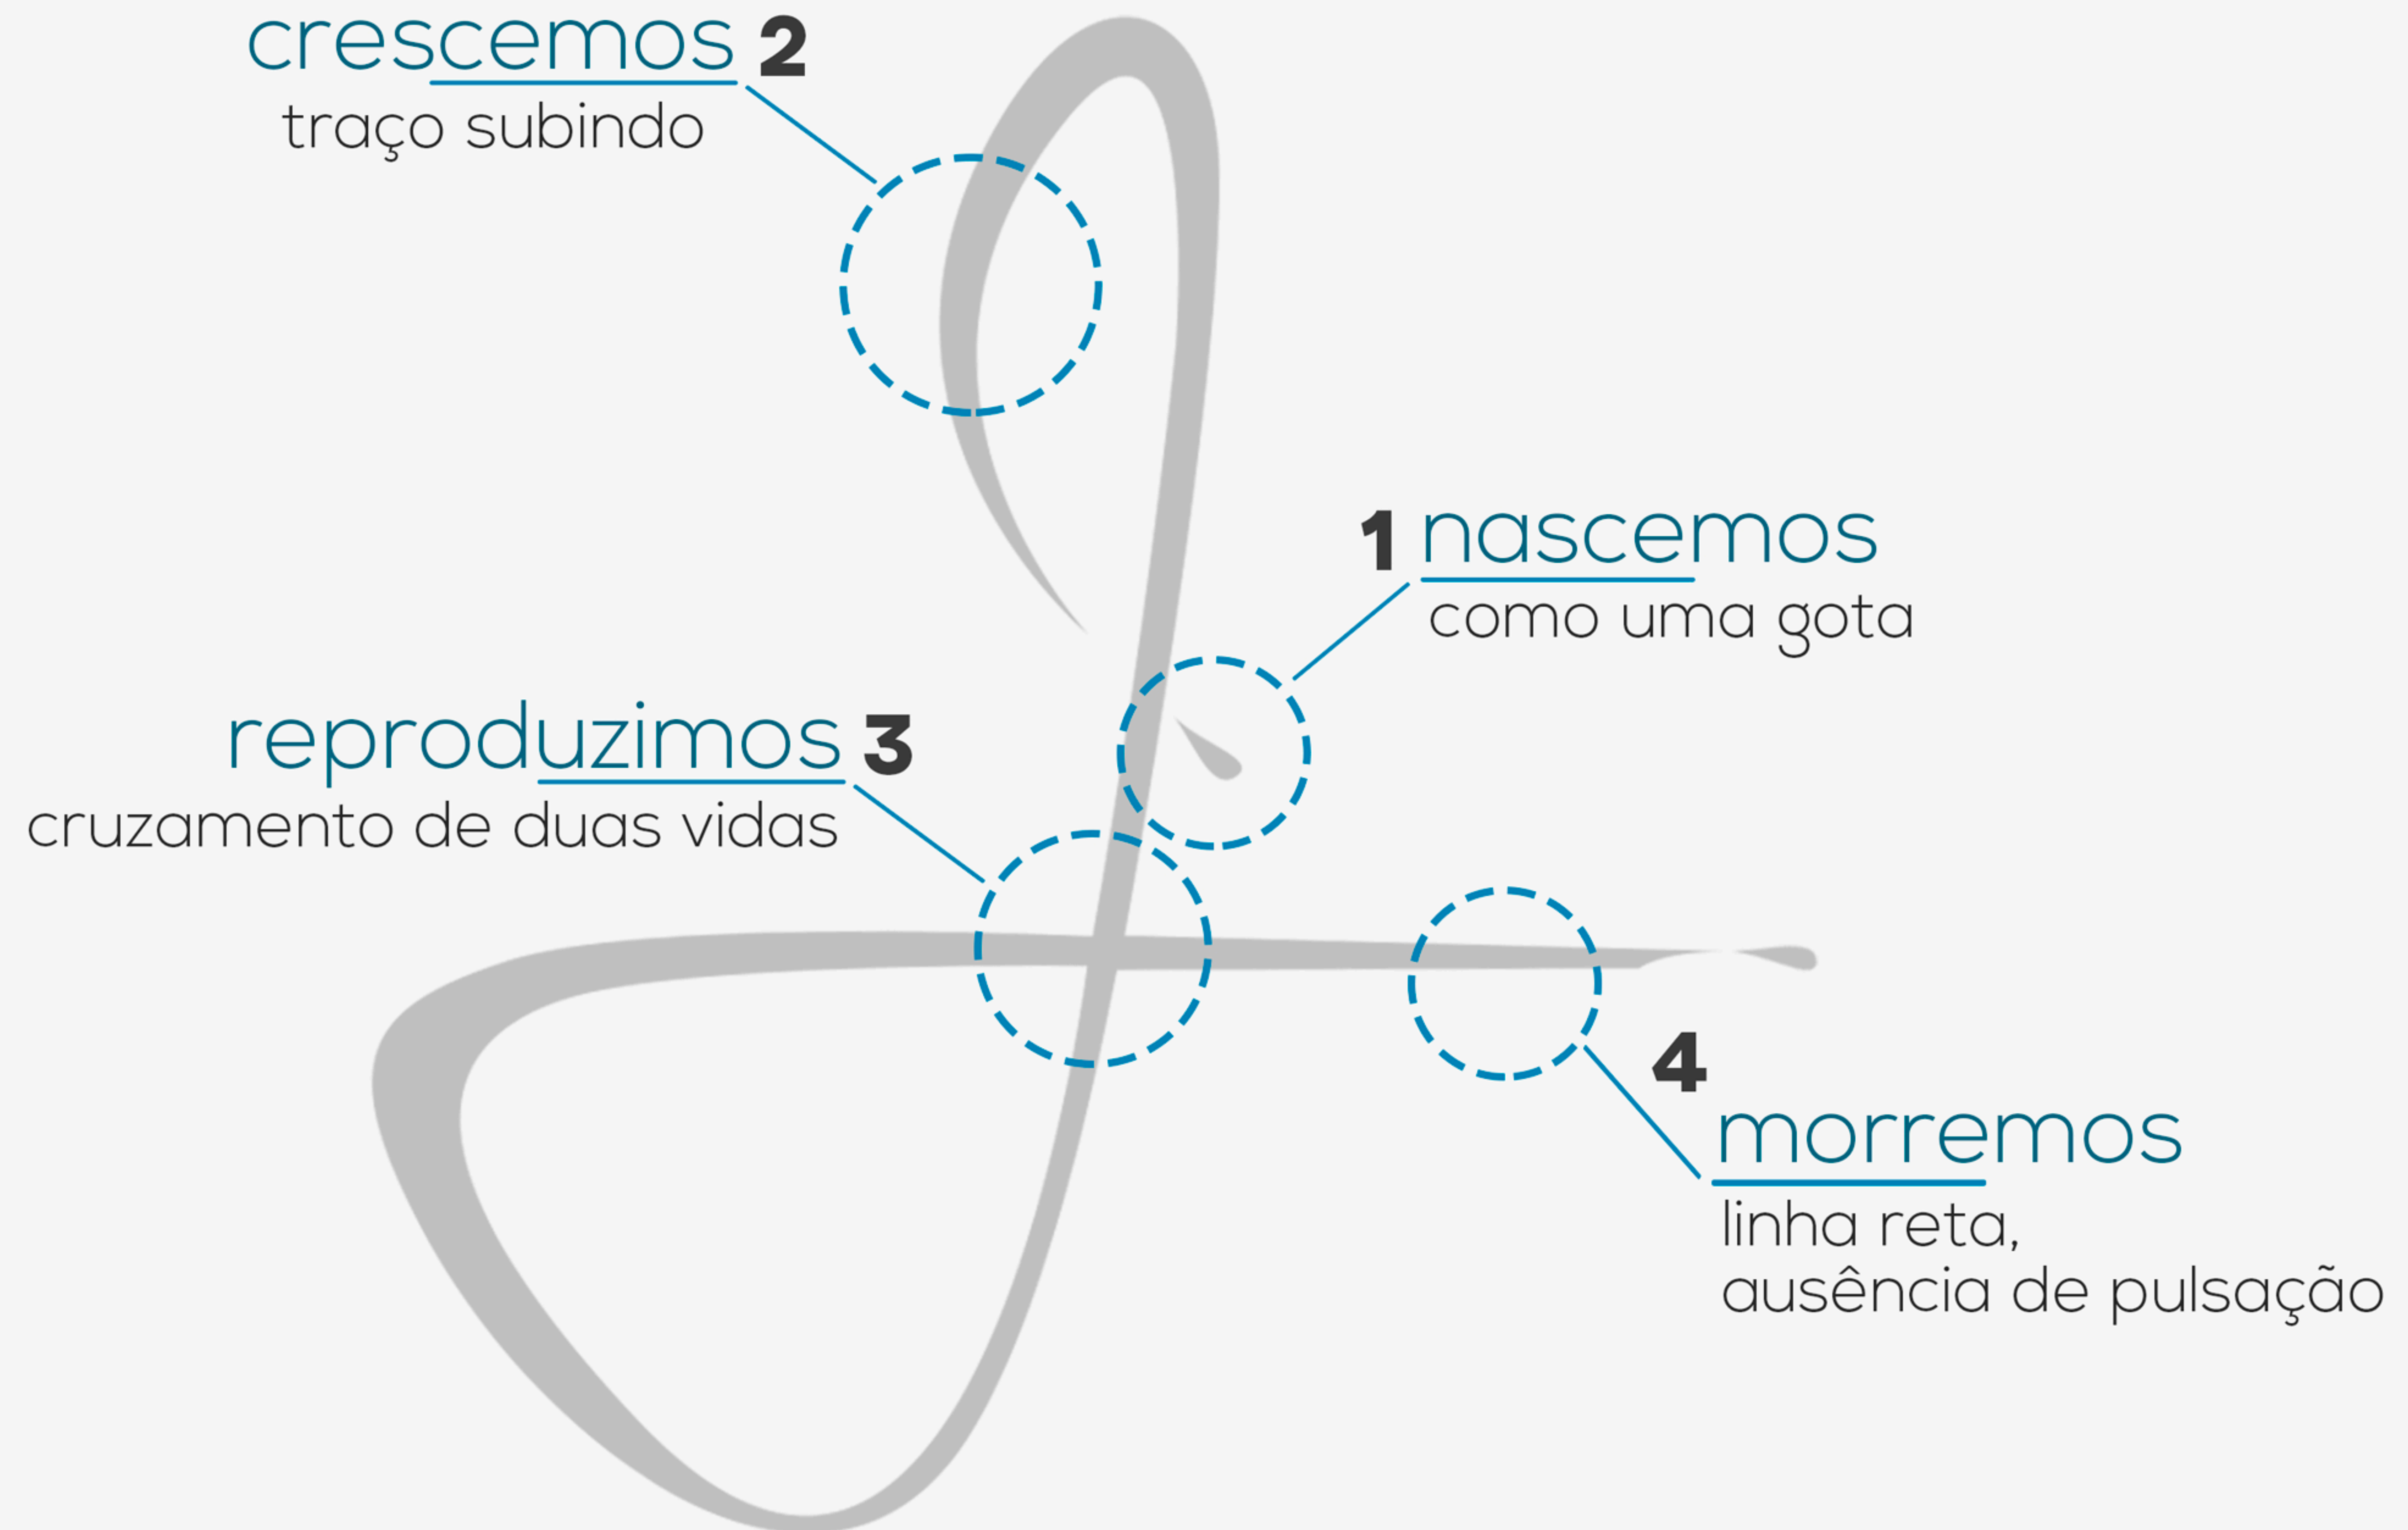 crescemos 2
traço subindo
1 nascemos
como uma gota
reproduzimos 3
cruzamento de duas vidas
4
morremos
linha reta,
ausência de pulsação